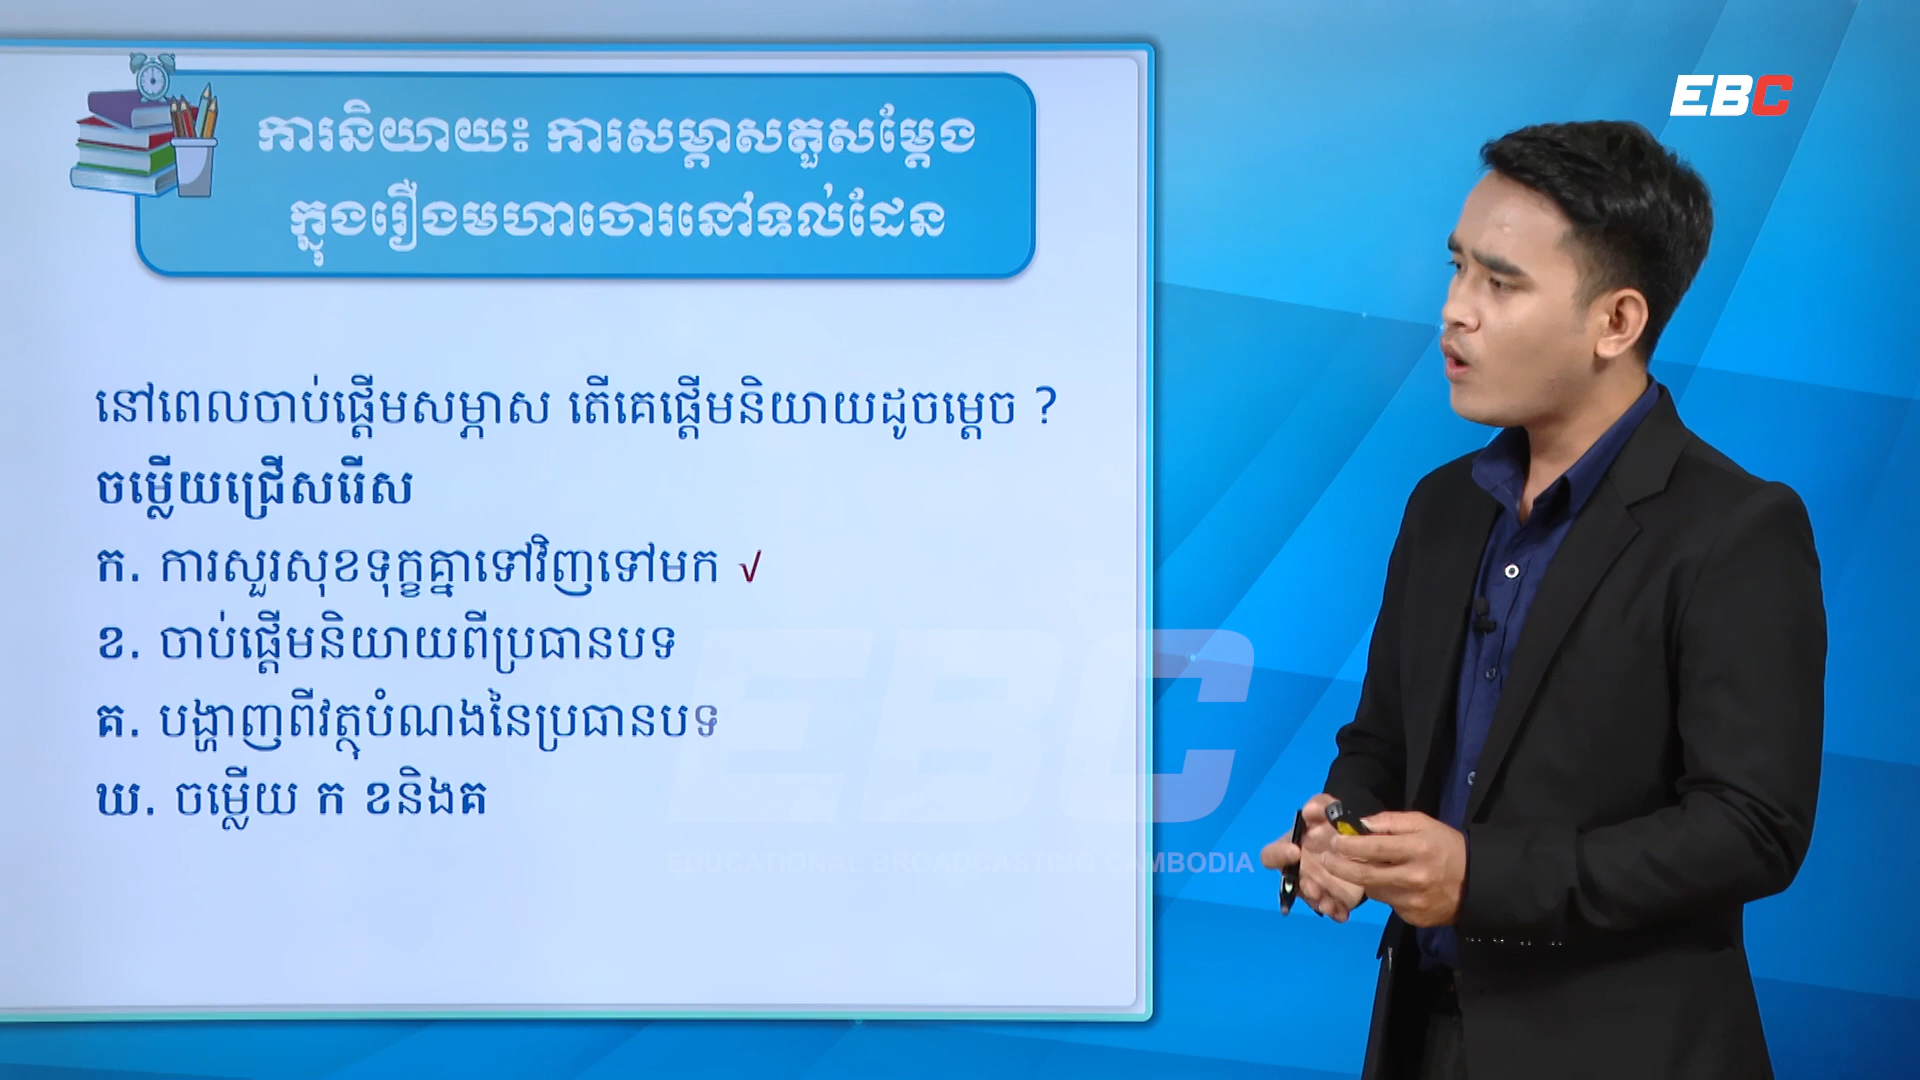 ការនិយាយ៖ ការសម្ភាសតួសម្ដែង
ក្នុងរឿងមហាចោរនៅទល់ដែន
នៅពេលចាប់ផ្ដើមសម្ភាស តើគេផ្ដើមនិយាយដូចម្ដេច ?
ចម្លើយជ្រើសរើស
ក. ការសួរសុខទុក្ខគ្នាទៅវិញទៅមក √
ខ. ចាប់ផ្ដើមនិយាយពីប្រធានបទ
គ. បង្ហាញពីវត្ថុបំណងនៃប្រធានបទ
ឃ. ចម្លើយ ក ខនិងគ
EBC
EBC
EDUCATIONAL BROADCASTING CAMBODIA